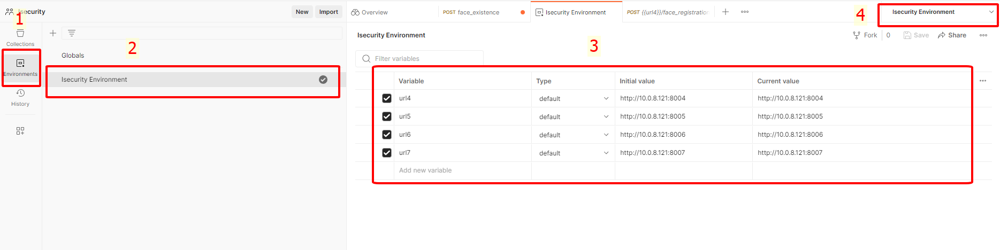 Isecurity
New
Import
Overview
POST face_existence
Isecurity Environment
POST {{url4}}/face_registration
4
Isecurity Environment
1
Collections
Environments
History
2
Globals
Isecurity Environment
Isecurity Environment
Fork
0
Save
Share
3
Filter variables
Variable Type Initial value Current value
url4 default http://10.0.8.121:8004 http://10.0.8.121:8004
url5 default http://10.0.8.121:8005 http://10.0.8.121:8005
url6 default http://10.0.8.121:8006 http://10.0.8.121:8006
url7 default http://10.0.8.121:8007 http://10.0.8.121:8007
Add new variable